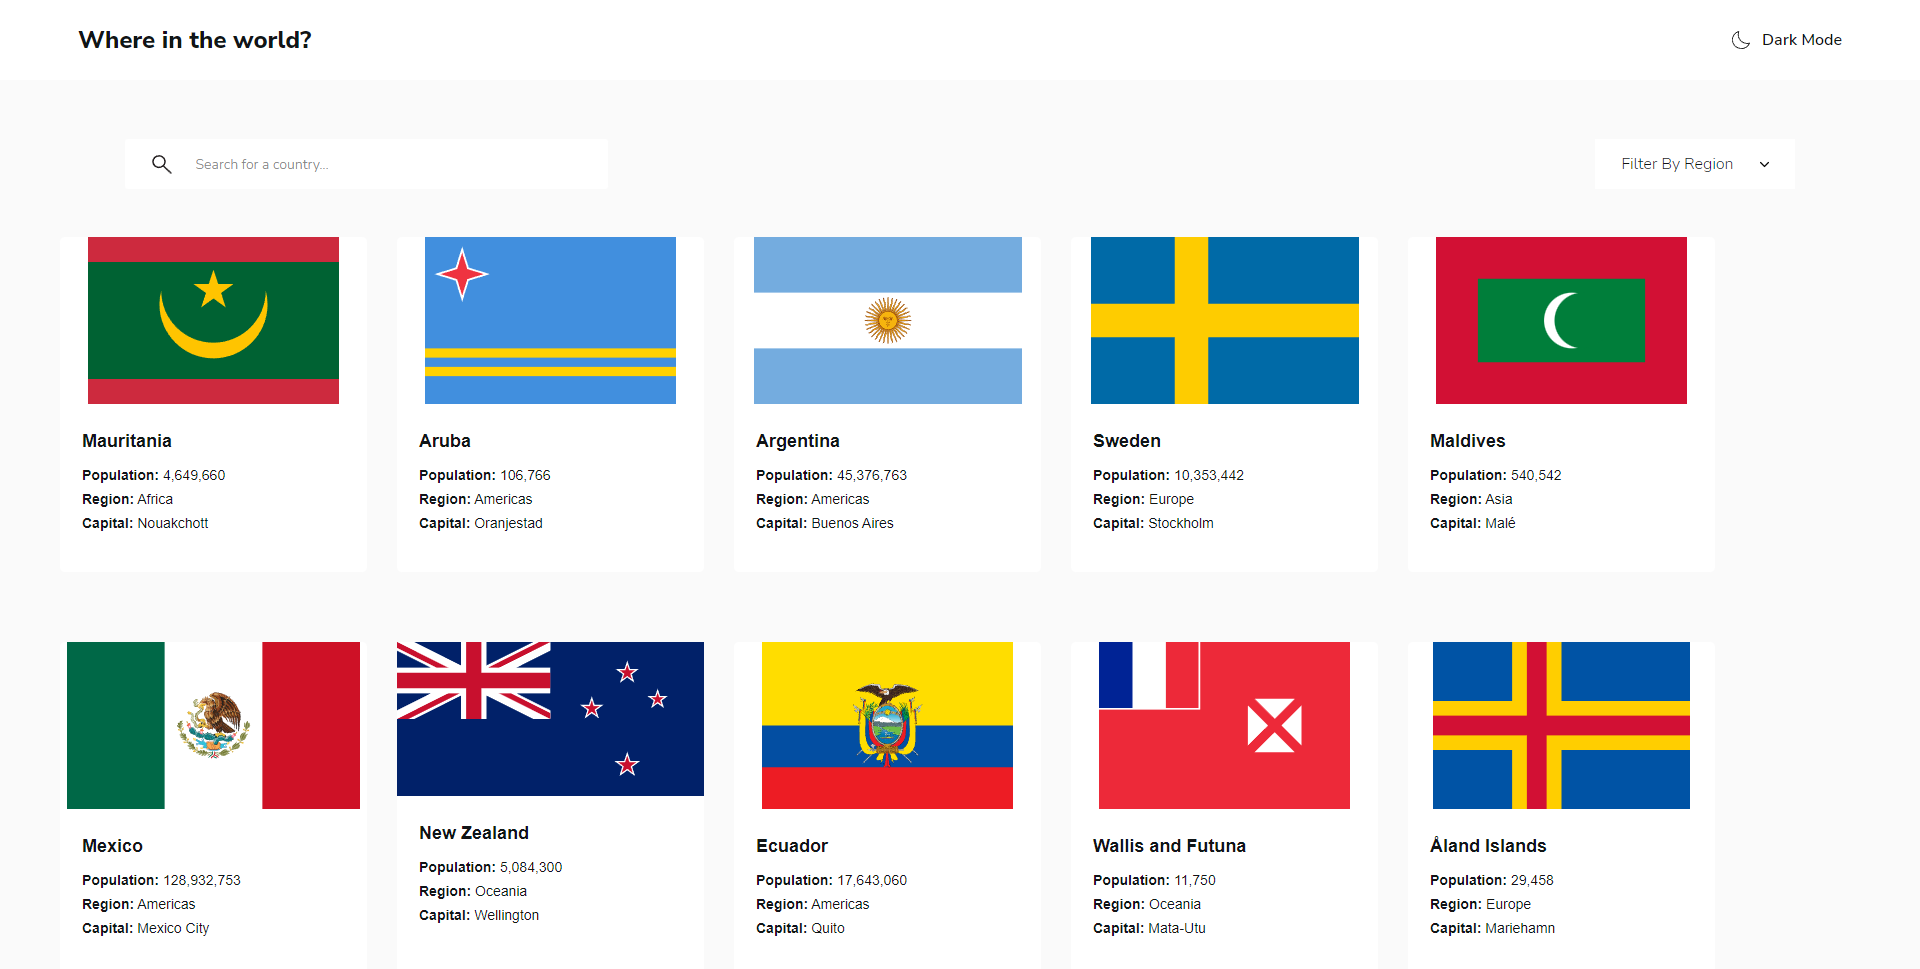 Where in the world?
Dark Mode
Search for a country...
Filter By Region
Mauritania
Population: 4,649,660
Region: Africa
Capital: Nouakchott
Aruba
Population: 106,766
Region: Americas
Capital: Oranjestad
Argentina
Population: 45,376,763
Region: Americas
Capital: Buenos Aires
Sweden
Population: 10,353,442
Region: Europe
Capital: Stockholm
Maldives
Population: 540,542
Region: Asia
Capital: Malé
Mexico
Population: 128,932,753
Region: Americas
Capital: Mexico City
New Zealand
Population: 5,084,300
Region: Oceania
Capital: Wellington
Ecuador
Population: 17,643,060
Region: Americas
Capital: Quito
Wallis and Futuna
Population: 11,750
Region: Oceania
Capital: Mata-Utu
Åland Islands
Population: 29,458
Region: Europe
Capital: Mariehamn